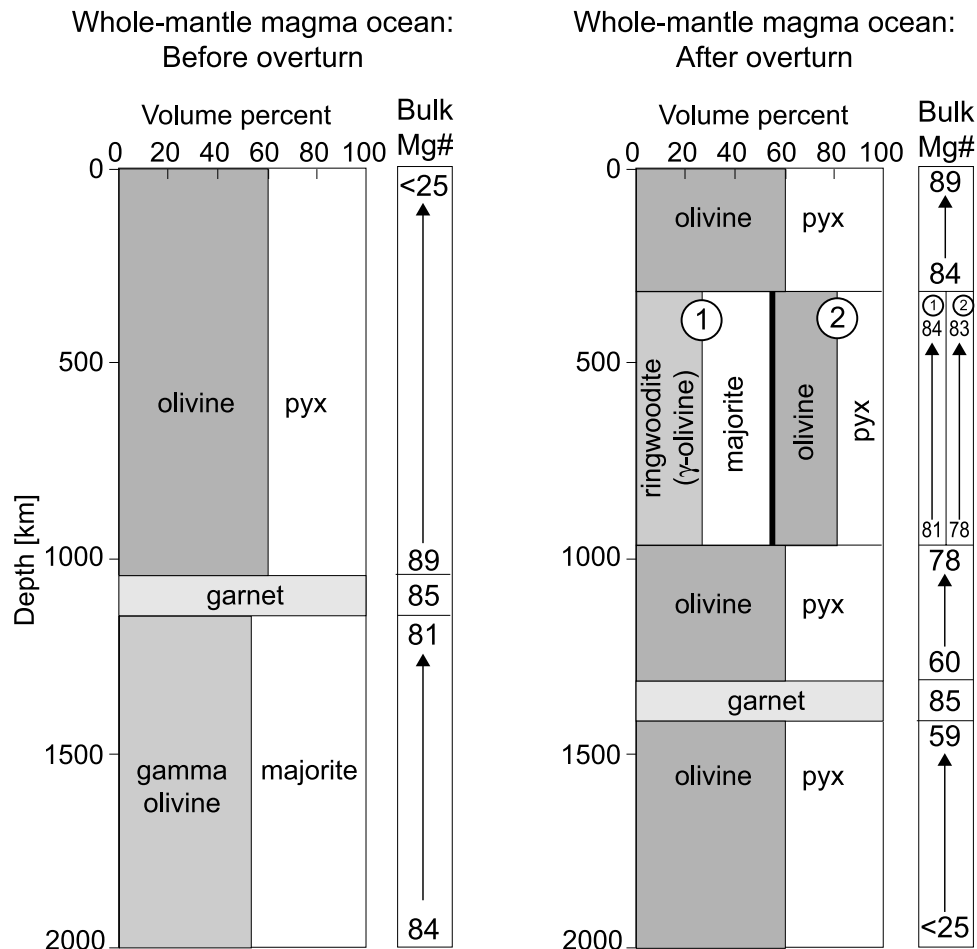 Whole-mantle magma ocean:
Before overturn
Volume percent
0 20 40 60 80 100
Bulk
Mg#
Depth [km]
0
500
1000
1500
2000
olivine
pyx
garnet
gamma
olivine
majorite
<25
89
85
81
84
Whole-mantle magma ocean:
After overturn
Volume percent
0 20 40 60 80 100
Bulk
Mg#
0
500
1000
1500
2000
olivine
pyx
ringwoodite
(γ-olivine)
1
majorite
2
olivine
pyx
olivine
pyx
garnet
olivine
pyx
89
84
1 2
84 83
81 78
78
60
85
59
<25